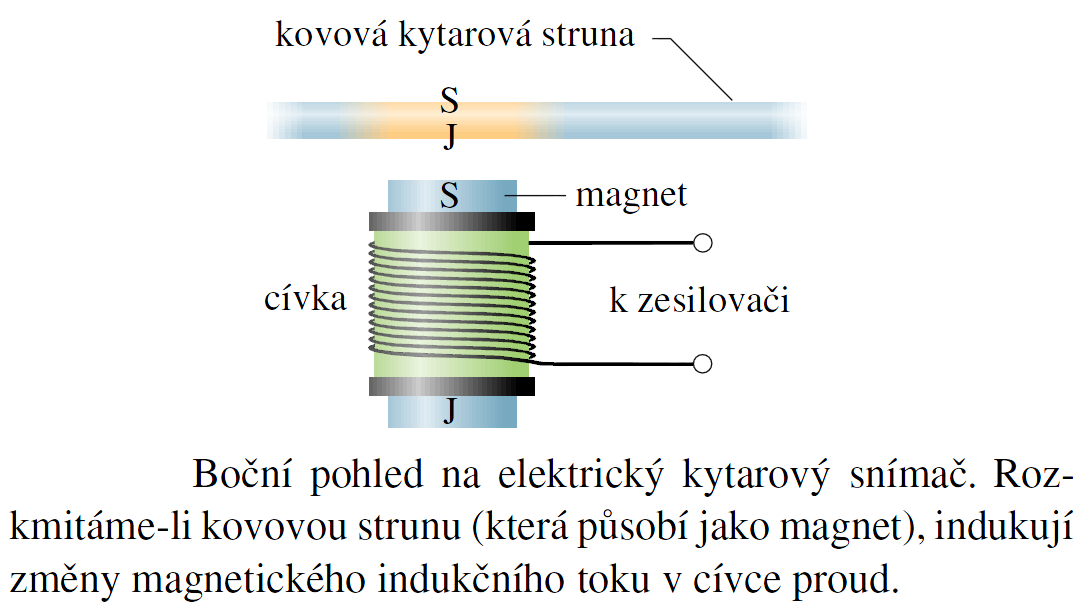 kovová kytarová struna
S
J
S
magnet
cívka
k zesilovači
J
Boční pohled na elektrický kytarový snímač. Roz-
kmitáme-li kovovou strunu (která působí jako magnet), indukují
změny magnetického indukčního toku v cívce proud.